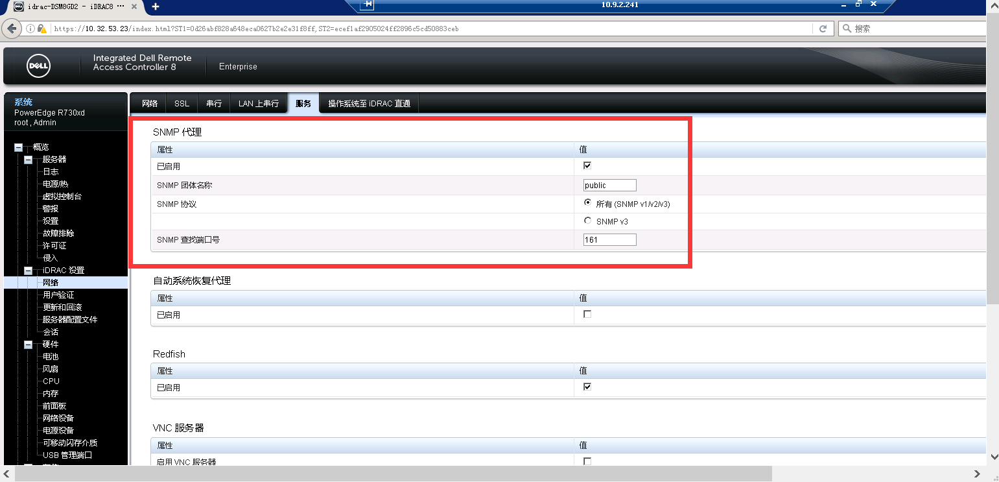 idrac-DSM8GD2 - iDRAC8 ···
10.9.2.241
https://10.32.53.23/index.html?ST1=0d26abf828a648eca0627b2e2e31f8ff,ST2=ecef1af2905024ff2896c5cd50883ceb
搜索
DELL
Integrated Dell Remote
Access Controller 8
Enterprise
系统
PowerEdge R730xd
root , Admin
概览
服务器
日志
电源/热
虚拟控制台
警报
设置
故障排除
许可证
侵入
iDRAC 设置
网络
用户验证
更新和回滚
服务器配置文件
会话
硬件
电池
风扇
CPU
内存
前面板
网络设备
电源设备
可移动闪存介质
USB 管理端口
网络 SSL 串行 LAN 上串行 服务 操作系统至 iDRAC 直通
SNMP 代理
属性 值
已启用
SNMP 团体名称 public
SNMP 协议 所有 (SNMP v1/v2/v3)
SNMP v3
SNMP 查找端口号 161
自动系统恢复代理
属性 值
已启用
Redfish
属性 值
已启用
VNC 服务器
属性 值
启用 VNC 服务器